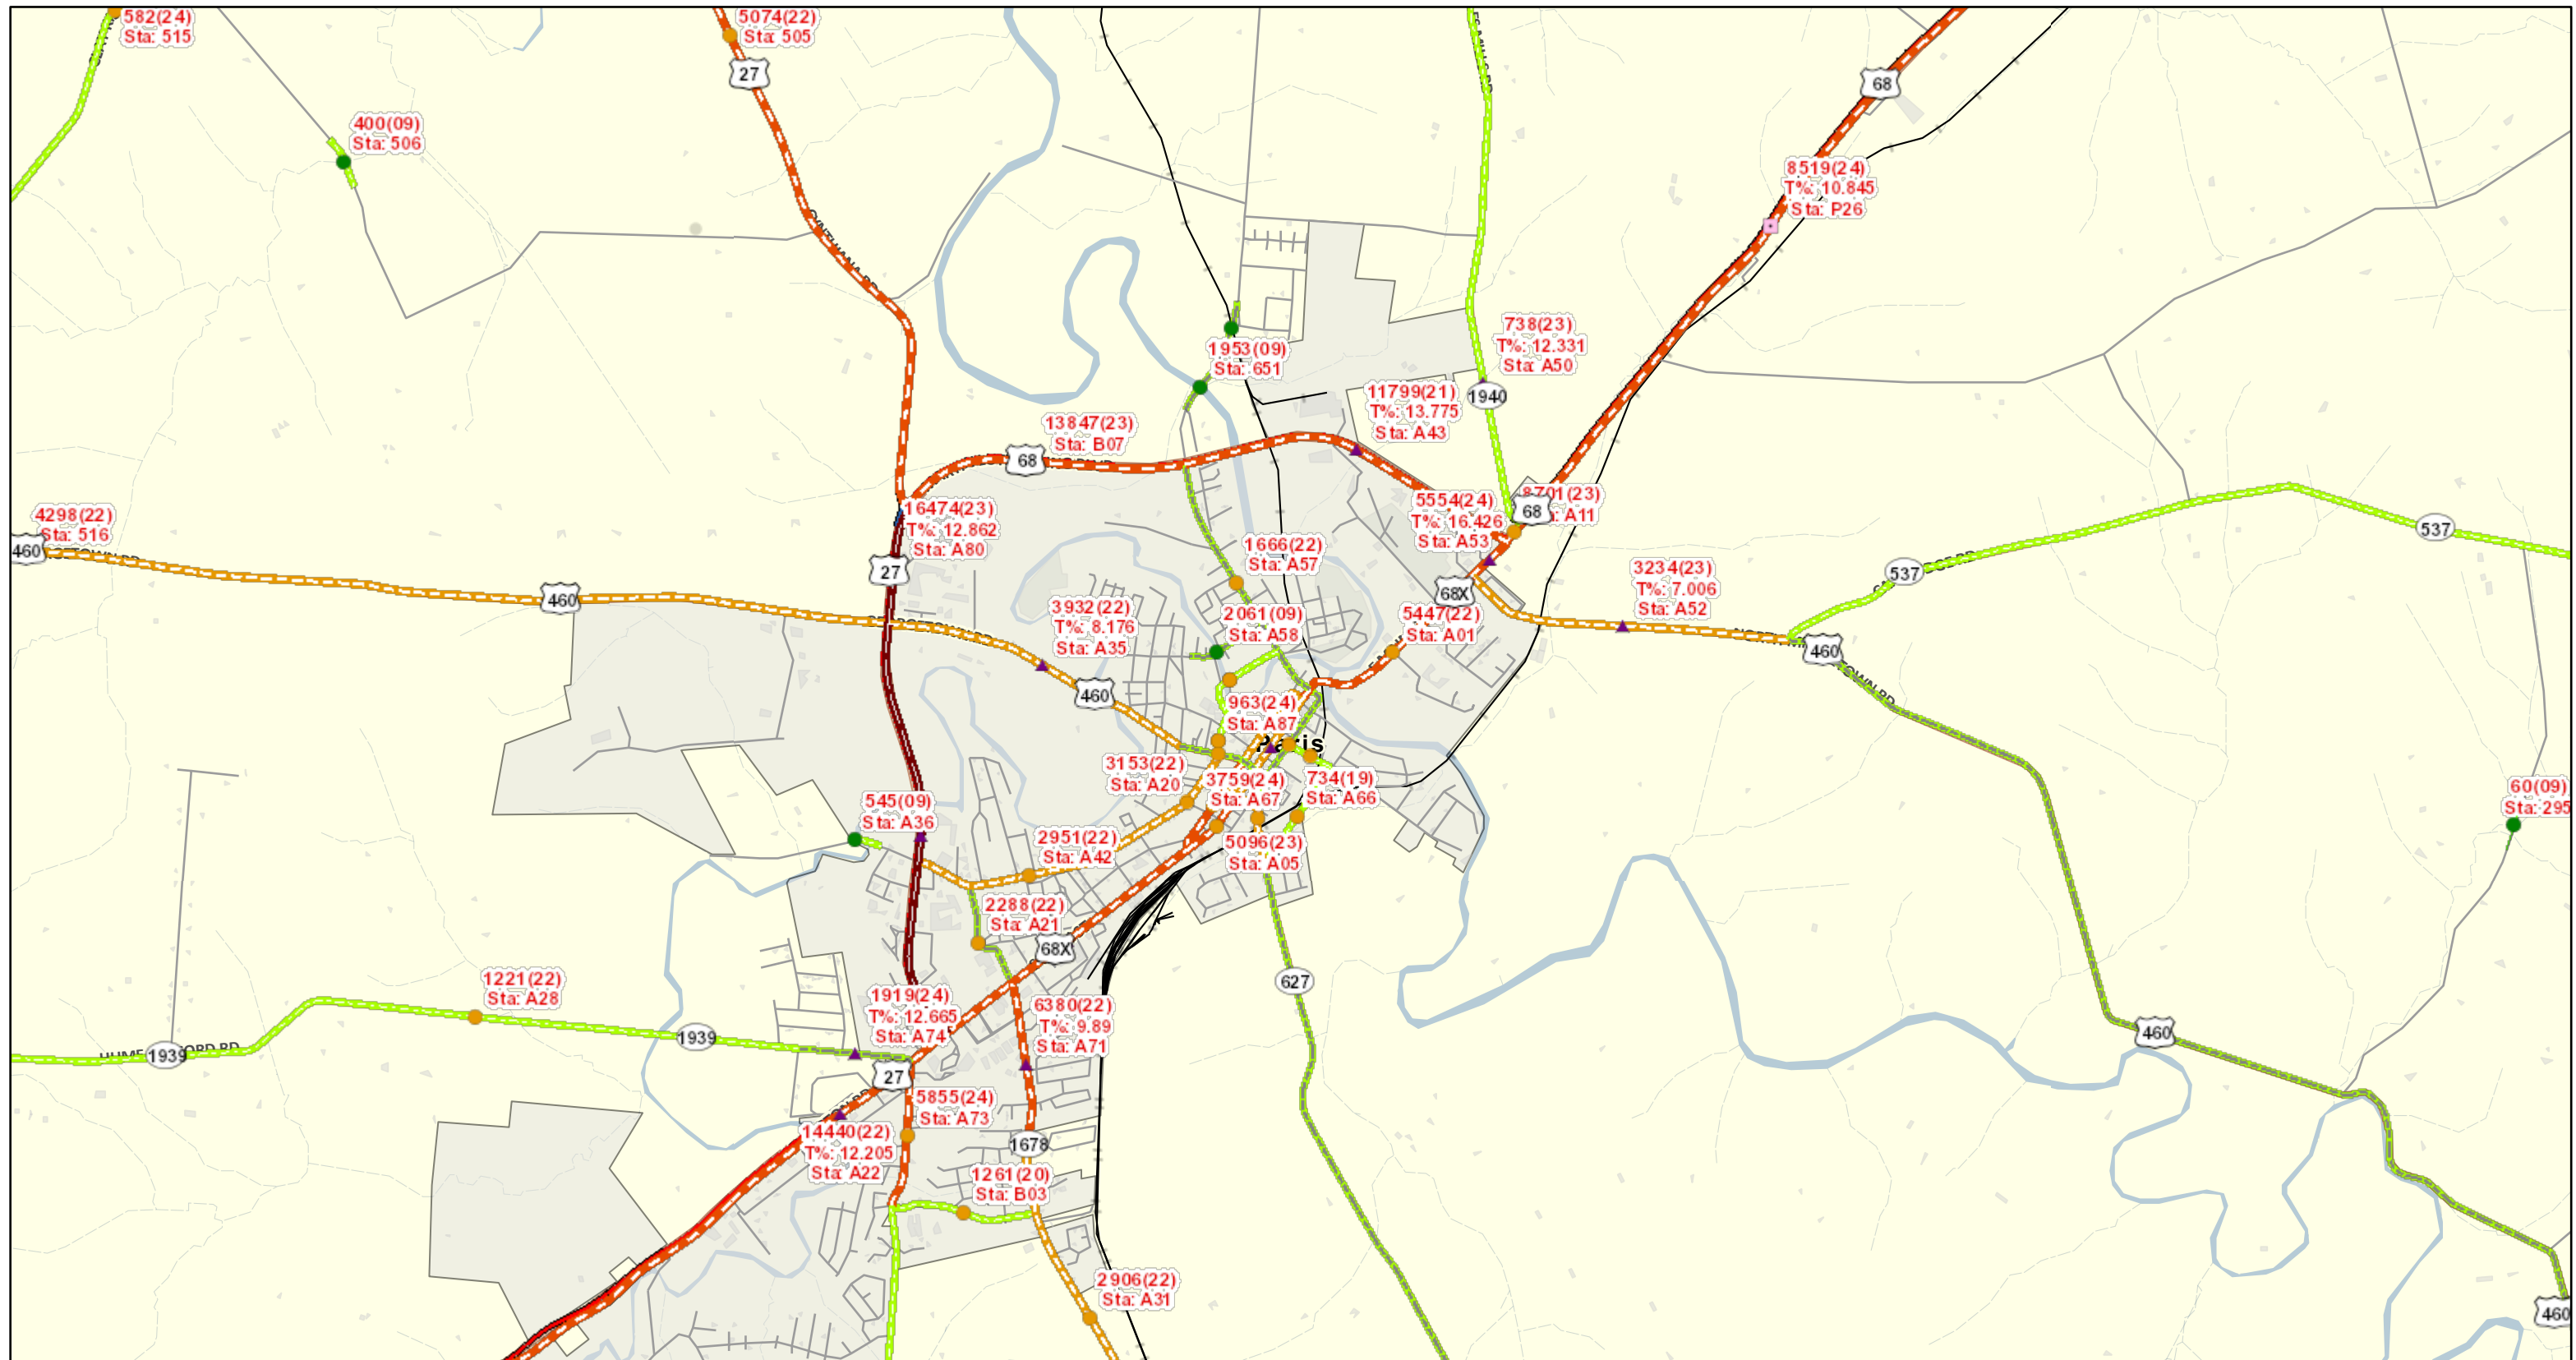 582(24)
Sta: 515
5074(22)
Sta: 505
27
68
400(09)
Sta: 506
8519(24)
T%: 10.845
Sta: P26
1953(09)
Sta: 651
738(23)
T%: 12.331
Sta: A50
1940
11799(21)
T%: 13.775
Sta: A43
13847(23)
Sta: B07
68
4298(22)
Sta: 516
460
16474(23)
T%: 12.862
Sta: A80
27
5554(24)
T%: 16.426
Sta: A53
8701(23)
A11
68
537
537
460
1666(22)
Sta: A57
3932(22)
T%: 8.176
Sta: A35
2061(09)
Sta: A58
68X
5447(22)
Sta: A01
3234(23)
T%: 7.006
Sta: A52
460
460
963(24)
Sta: A87
Paris
3153(22)
Sta: A20
3759(24)
Sta: A67
734(19)
Sta: A66
545(09)
Sta: A36
60(09)
Sta: 295
2951(22)
Sta: A42
5096(23)
Sta: A05
2288(22)
Sta: A21
68X
627
1221(22)
Sta: A28
1919(24)
T%: 12.665
Sta: A74
6380(22)
T%: 9.89
Sta: A71
1939
1939
460
27
5855(24)
Sta: A73
14440(22)
T%: 12.205
Sta: A22
1678
1261(20)
Sta: B03
2906(22)
Sta: A31
460